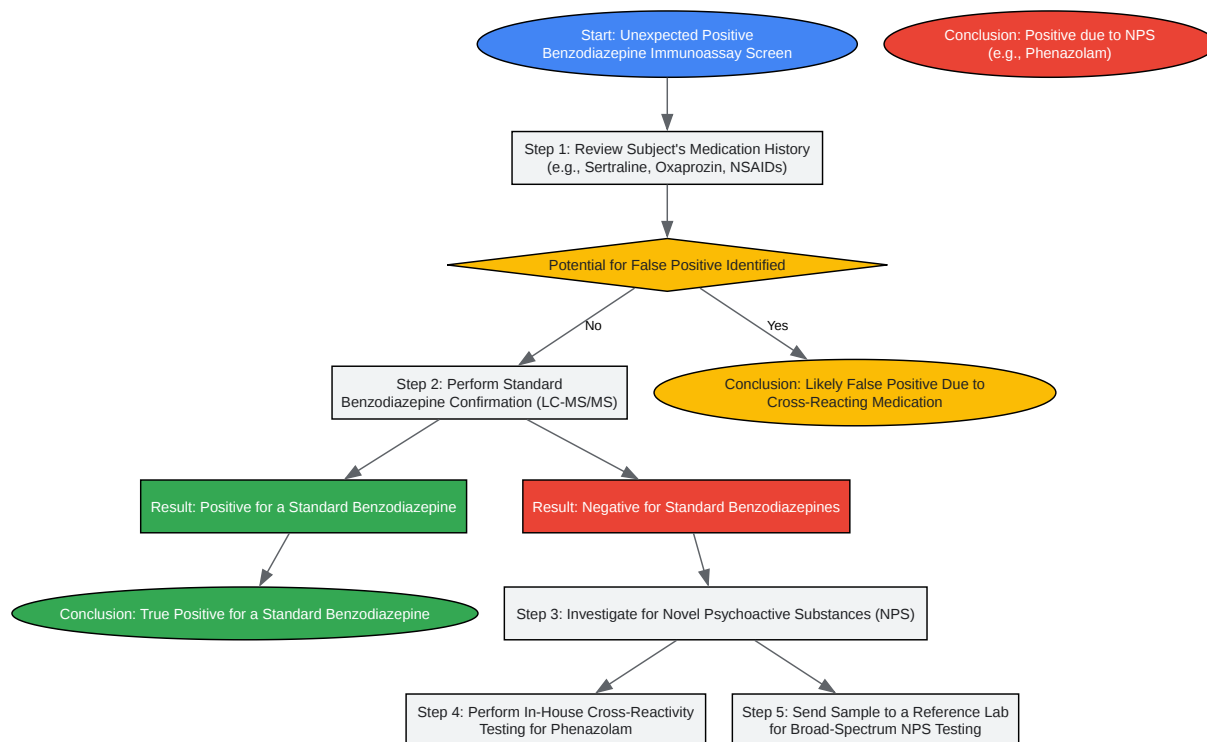 Start: Unexpected Positive
Benzodiazepine Immunoassay Screen
Conclusion: Positive due to NPS
(e.g., Phenazolam)
Step 1: Review Subject's Medication History
(e.g., Sertraline, Oxaprozin, NSAIDs)
Potential for False Positive Identified
No
Yes
Step 2: Perform Standard
Benzodiazepine Confirmation (LC-MS/MS)
Conclusion: Likely False Positive Due to
Cross-Reacting Medication
Result: Positive for a Standard Benzodiazepine
Result: Negative for Standard Benzodiazepines
Conclusion: True Positive for a Standard Benzodiazepine
Step 3: Investigate for Novel Psychoactive Substances (NPS)
Step 4: Perform In-House Cross-Reactivity
Testing for Phenazolam
Step 5: Send Sample to a Reference Lab
for Broad-Spectrum NPS Testing